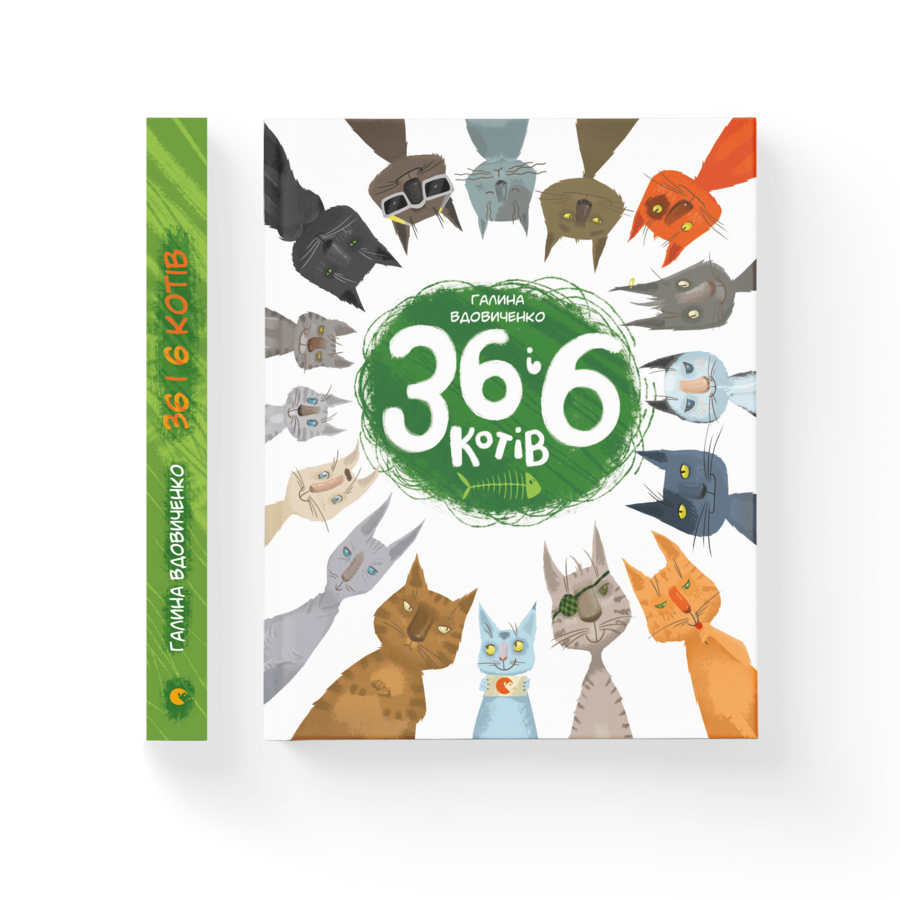 ГАЛИНА ВДОВИЧЕНКО 36 І 6 КОТІВ
ГАЛИНА
ВДОВИЧЕНКО
36 і 6
КОТІВ